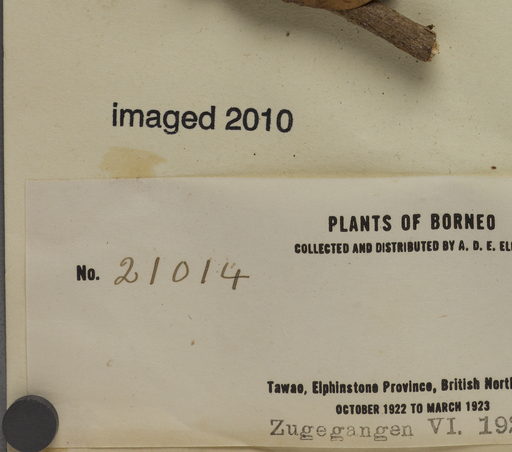 imaged 2010
PLANTS OF BORNEO
COLLECTED AND DISTRIBUTED BY A. D. E.
No. 21014
Tawao, Elphinstone Province, British
OCTOBER 1922 TO MARCH 1923
Zugegangen VI.